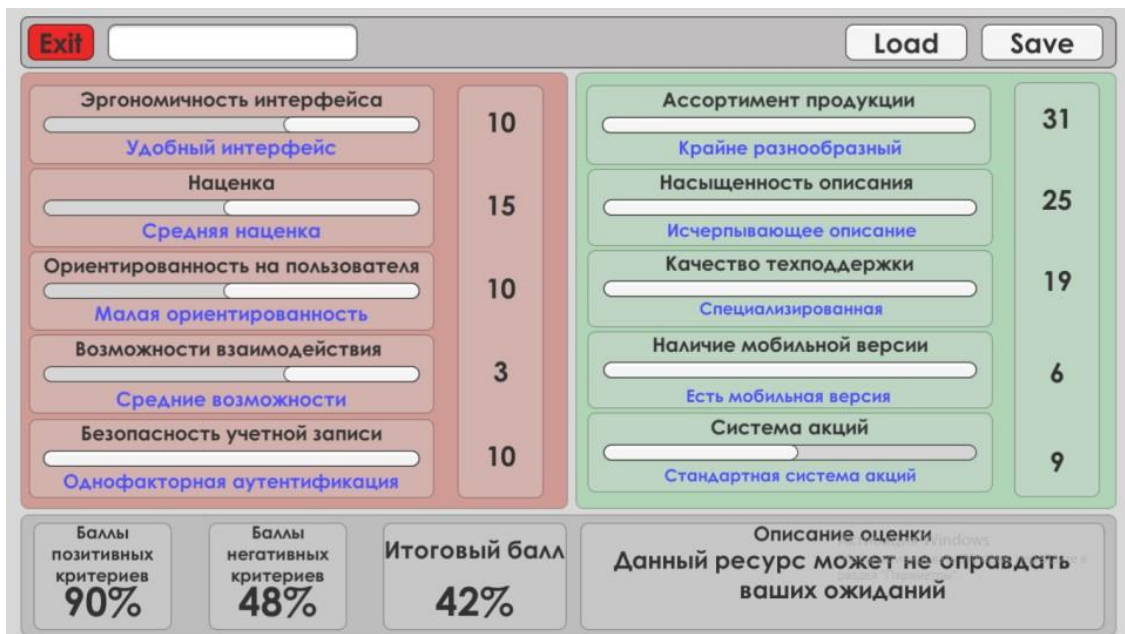 Exit
Load
Save
Эргономичность интерфейса
Удобный интерфейс
10
Наценка
Средняя наценка
15
Ориентированность на пользователя
Малая ориентированность
10
Возможности взаимодействия
Средние возможности
3
Безопасность учетной записи
Однофакторная аутентификация
10
Ассортимент продукции
Крайне разнообразный
31
Насыщенность описания
Исчерпывающее описание
25
Качество техподдержки
Специализированная
19
Наличие мобильной версии
Есть мобильная версия
6
Система акций
Стандартная система акций
9
Баллы
позитивных
критериев
90%
Баллы
негативных
критериев
48%
Итоговый балл
42%
Описание оценки
Данный ресурс может не оправдать
ваших ожиданий